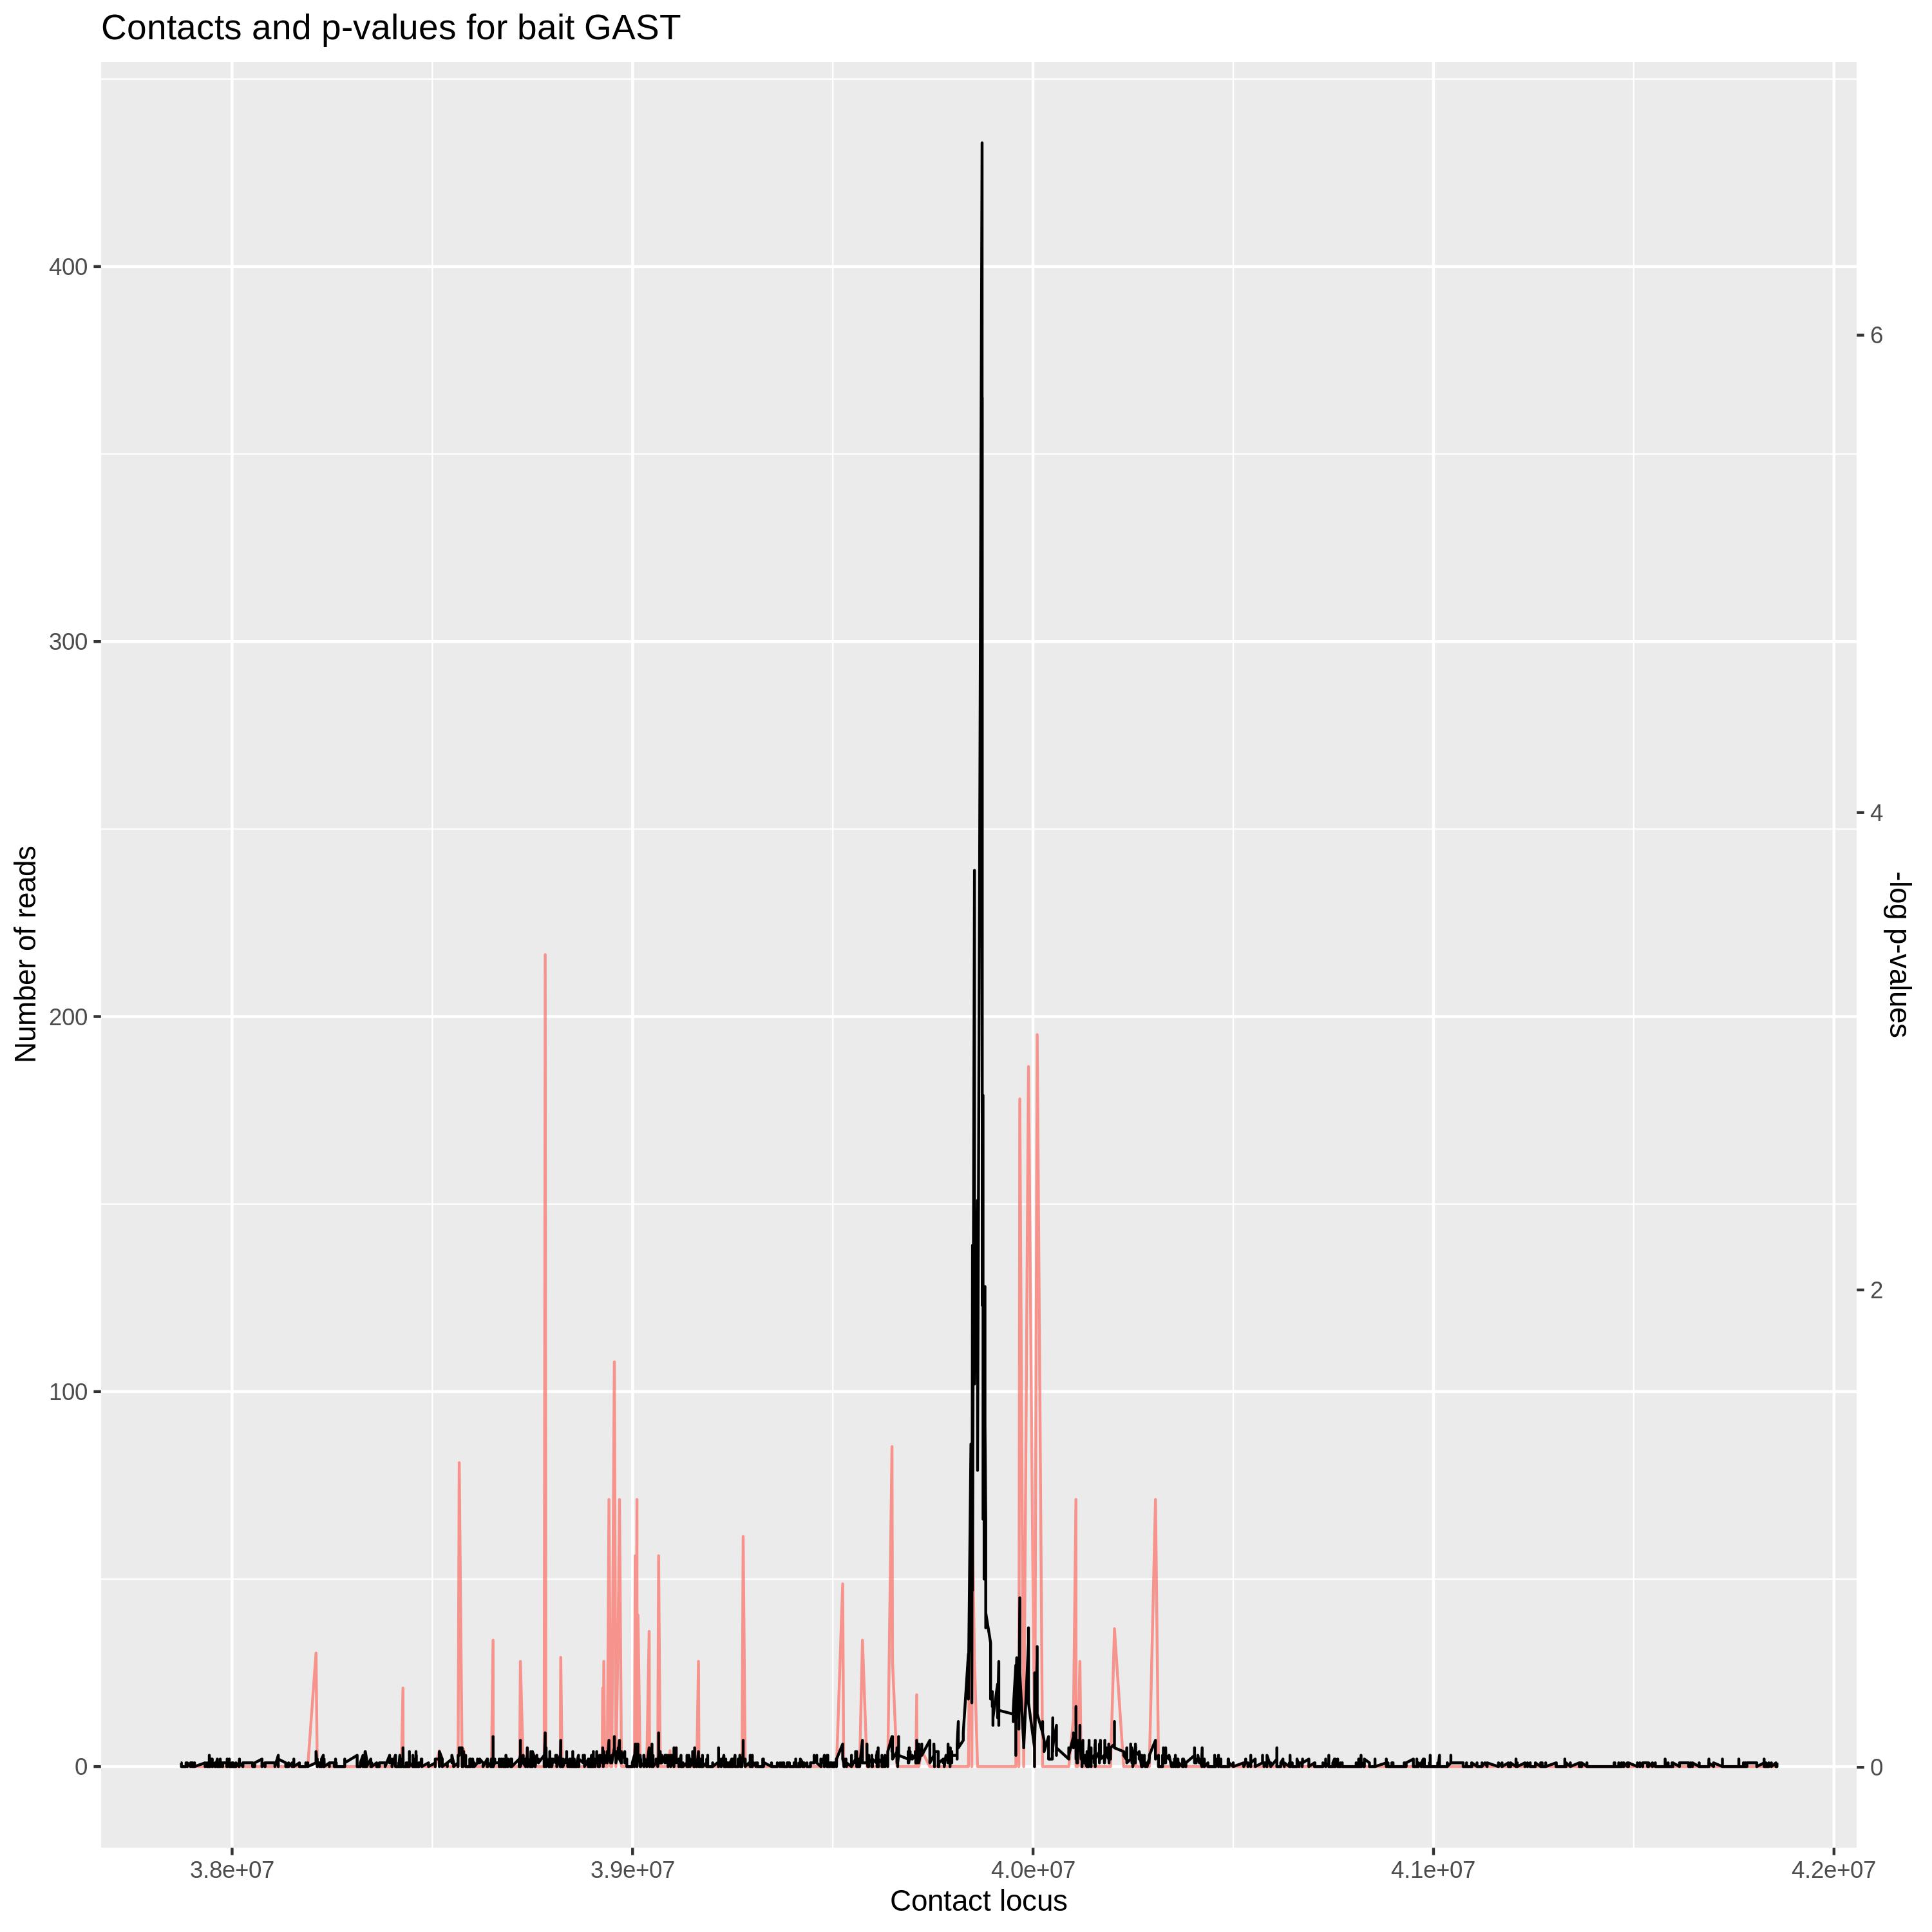 Contacts and p-values for bait GAST
400
300
200
100
0
Number of reads
6
4
2
0
-log p-values
3.8e+07
3.9e+07
4.0e+07
4.1e+07
4.2e+07
Contact locus